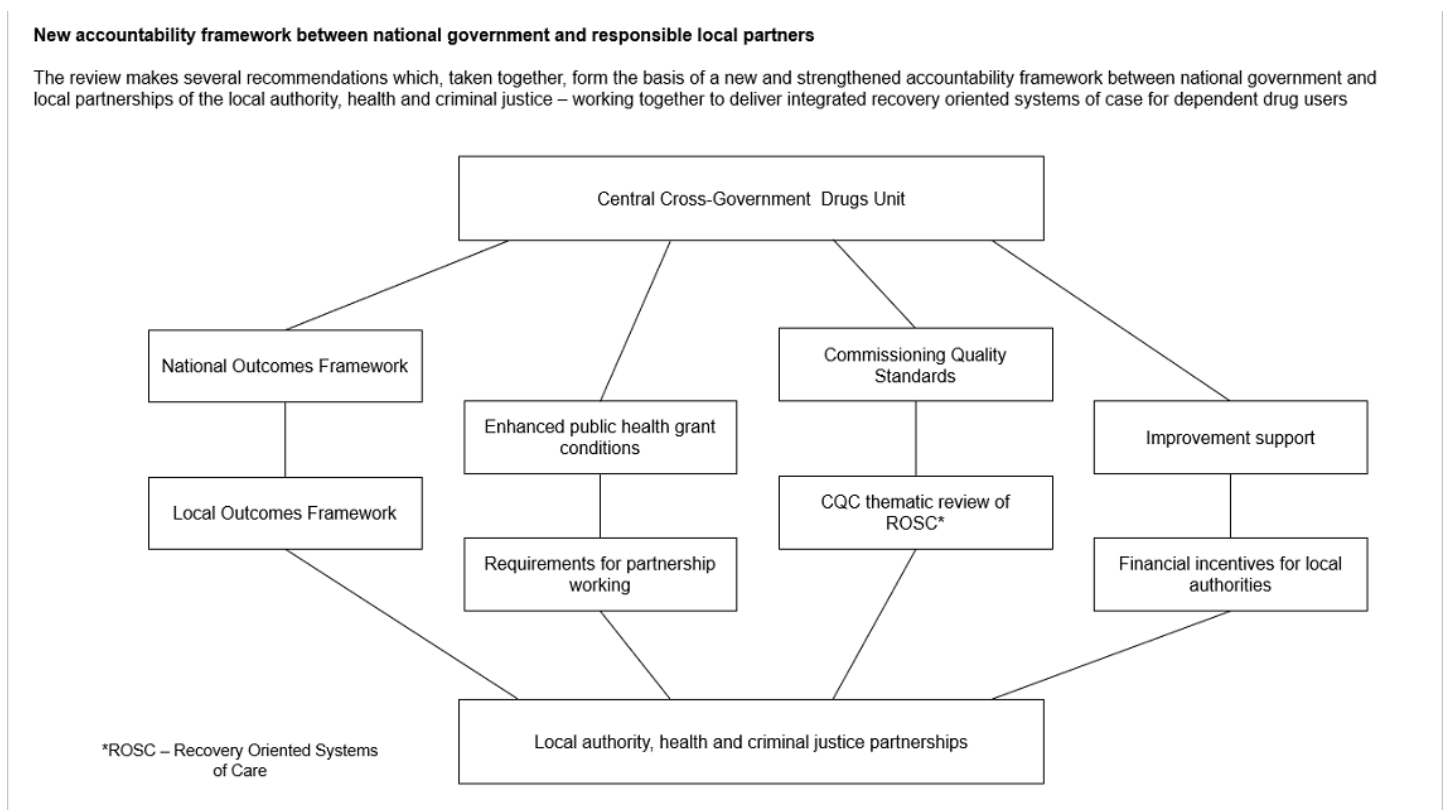 New accountability framework between national government and responsible local partners
The review makes several recommendations which, taken together, form the basis of a new and strengthened accountability framework between national government and
local partnerships of the local authority, health and criminal justice – working together to deliver integrated recovery oriented systems of case for dependent drug users
Central Cross-Government Drugs Unit
National Outcomes Framework
Commissioning Quality
Standards
Enhanced public health grant
conditions
Improvement support
Local Outcomes Framework
CQC thematic review of
ROSC*
Requirements for partnership
working
Financial incentives for local
authorities
Local authority, health and criminal justice partnerships
*ROSC – Recovery Oriented Systems
of Care